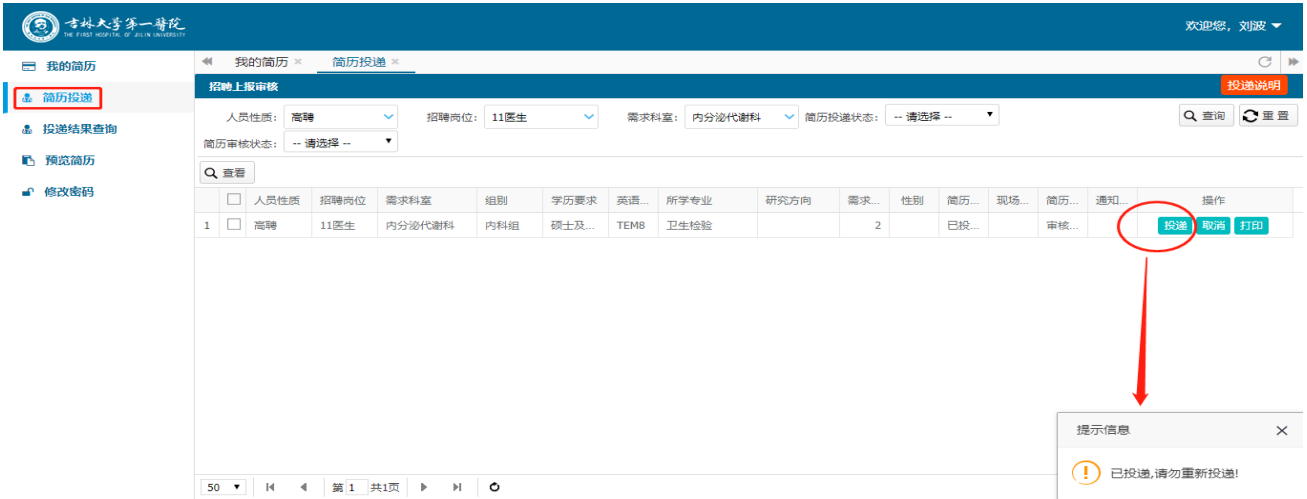 吉林大学第一医院
THE FIRST HOSPITAL OF JILIN UNIVERSITY
欢迎您，刘波
我的简历
简历投递
投递结果查询
预览简历
修改密码
我的简历 × 简历投递 ×
招聘上报审核 投递说明
人员性质： 高聘 招聘岗位： 11医生 需求科室： 内分泌代谢科 简历投递状态： -- 请选择 -- 查询 重置
简历审核状态： -- 请选择 --
查看
人员性质 招聘岗位 需求科室 组别 学历要求 英语... 所学专业 研究方向 需求... 性别 简历... 现场... 简历... 通知... 操作
1 高聘 11医生 内分泌代谢科 内科组 硕士及... TEM8 卫生检验 2 已投... 审核... 投递 取消 打印
提示信息 ×
已投递,请勿重新投递!
50 第 1 共1页